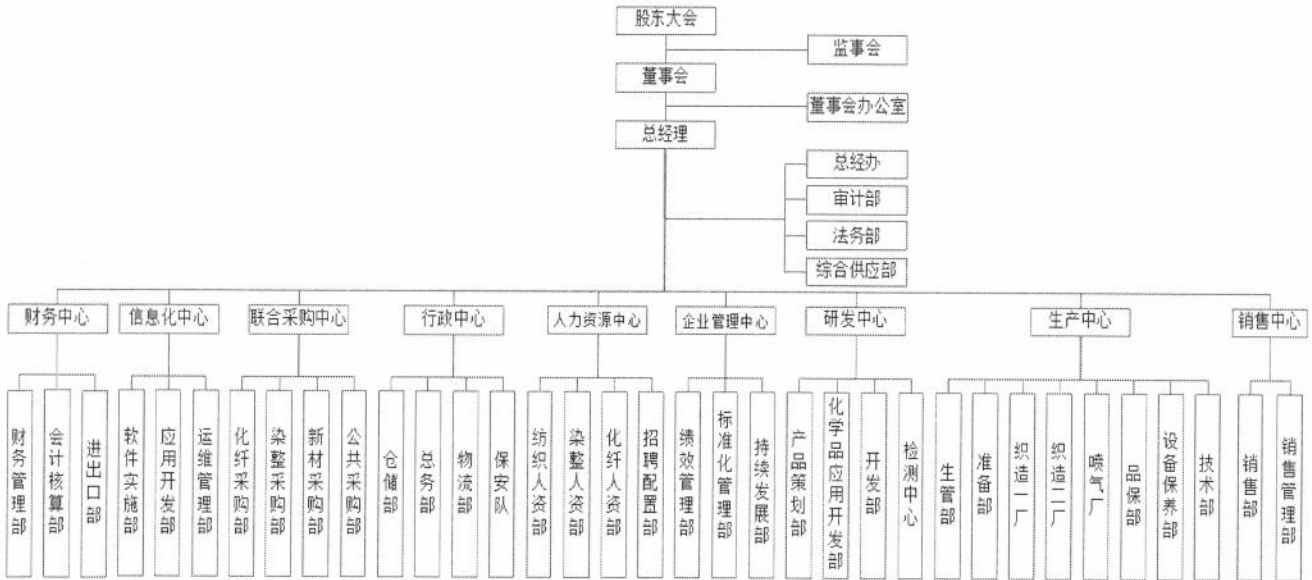 股东大会
监事会
董事会
董事会办公室
总经理
总经办
审计部
法务部
综合供应部
财务中心
信息化中心
联合采购中心
行政中心
人力资源中心
企业管理中心
研发中心
生产中心
销售中心
财务管理部
会计核算部
进出口部
软件实施部
应用开发部
运维管理部
化纤采购部
染整采购部
新材采购部
公共采购部
仓储部
总务部
物流部
保安队
纺织人资部
染整人资部
化纤人资部
招聘配置部
绩效管理部
标准化管理部
持续发展部
产品策划部
化学品应用开发部
开发部
检测中心
生管部
准备部
织造一厂
织造二厂
喷气厂
品保部
设备保养部
技术部
销售部
销售管理部